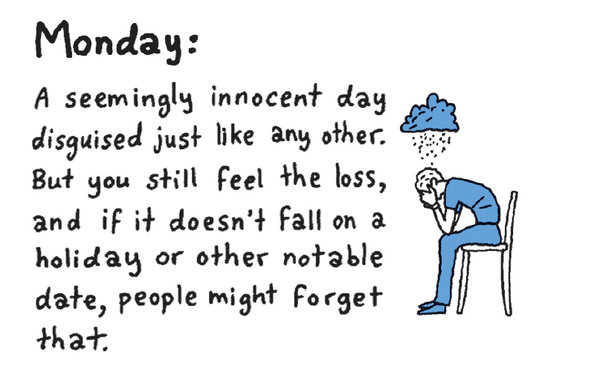 Monday:
A seemingly innocent day
disguised just like any other.
But you still feel the loss,
and if it doesn't fall on a
holiday or other notable
date, people might forget
that.